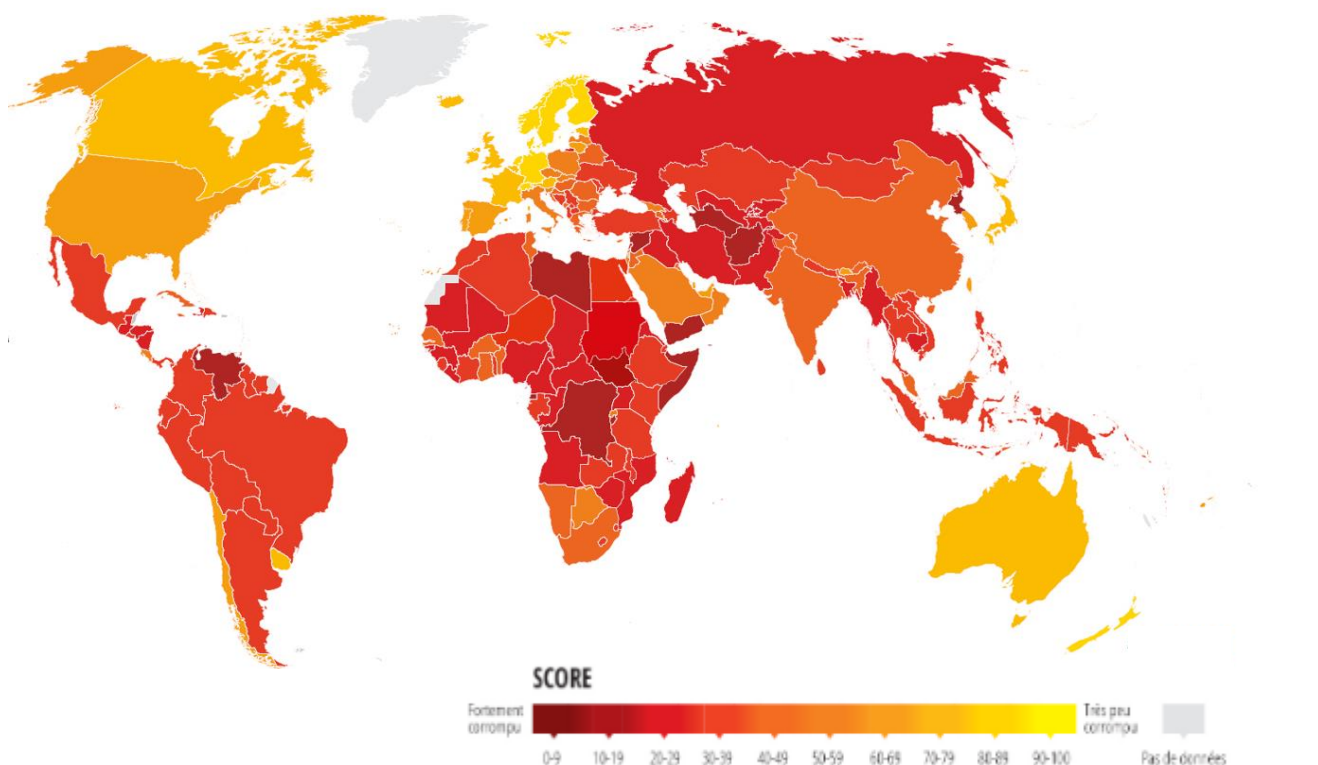 SCORE
Fortement
corrompu
Très peu
corrompu
0-9 10-19 20-29 30-39 40-49 50-59 60-69 70-79 80-89 90-100 Pas de données